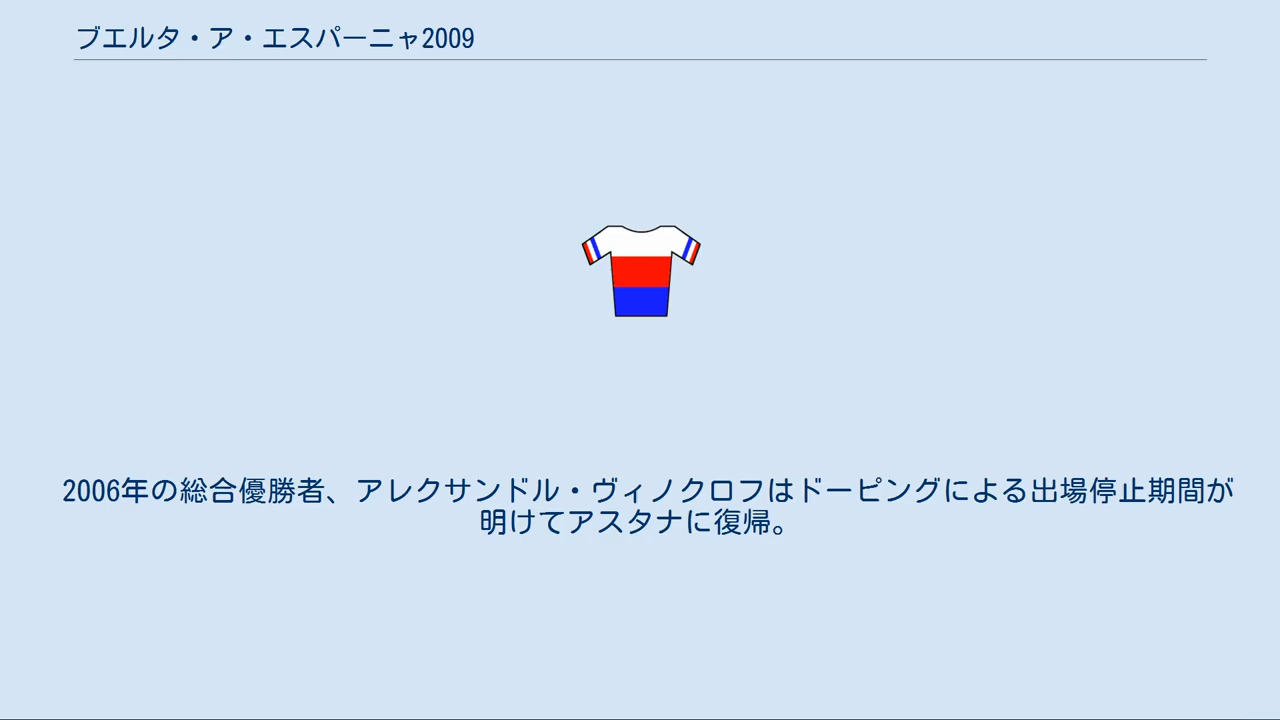 ブエルタ・ア・エスパーニャ2009
2006年の総合優勝者、アレクサンドル・ヴィノクロフはドーピングによる出場停止期間が
明けてアスタナに復帰。